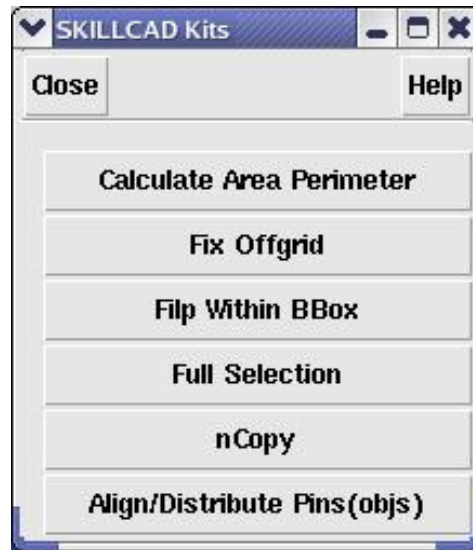 SKILLCAD Kits
Close Help
Calculate Area Perimeter
Fix Offgrid
Filp Within BBox
Full Selection
nCopy
Align/Distribute Pins(objs)